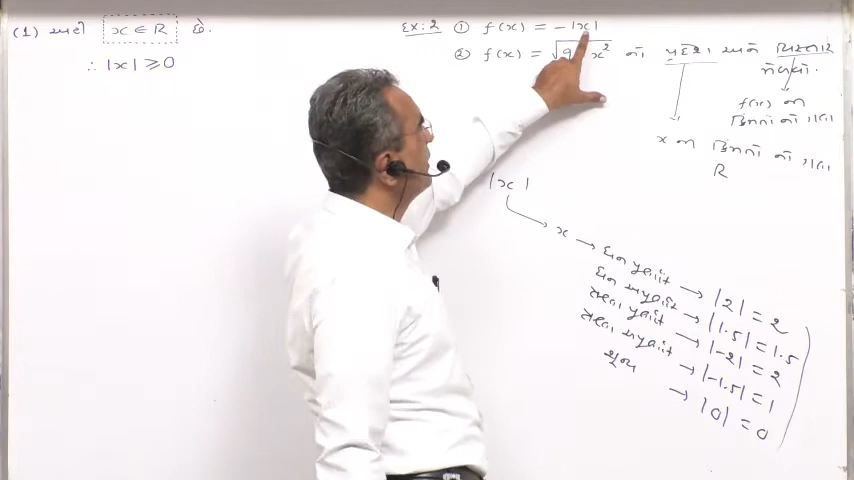 (1) અહીં x ∈ R છે.
∴ |x| ⩾ 0
Ex: 2 ① f(x) = -|x|
② f(x) = √9 x² નો પ્રદેશ અને વિસ્તાર
મેળવો.
f(x) ની
કિંમતો નો ગણ
x ની કિંમતો નો ગણ
R
|x|
x → ધન પૂર્ણાંક → |2| = 2
ધન અપૂર્ણાંક → |1.5| = 1.5
ઋણ પૂર્ણાંક → |-2| = 2
ઋણ અપૂર્ણાંક → |-1.5| = 1
શૂન્ય → |0| = 0